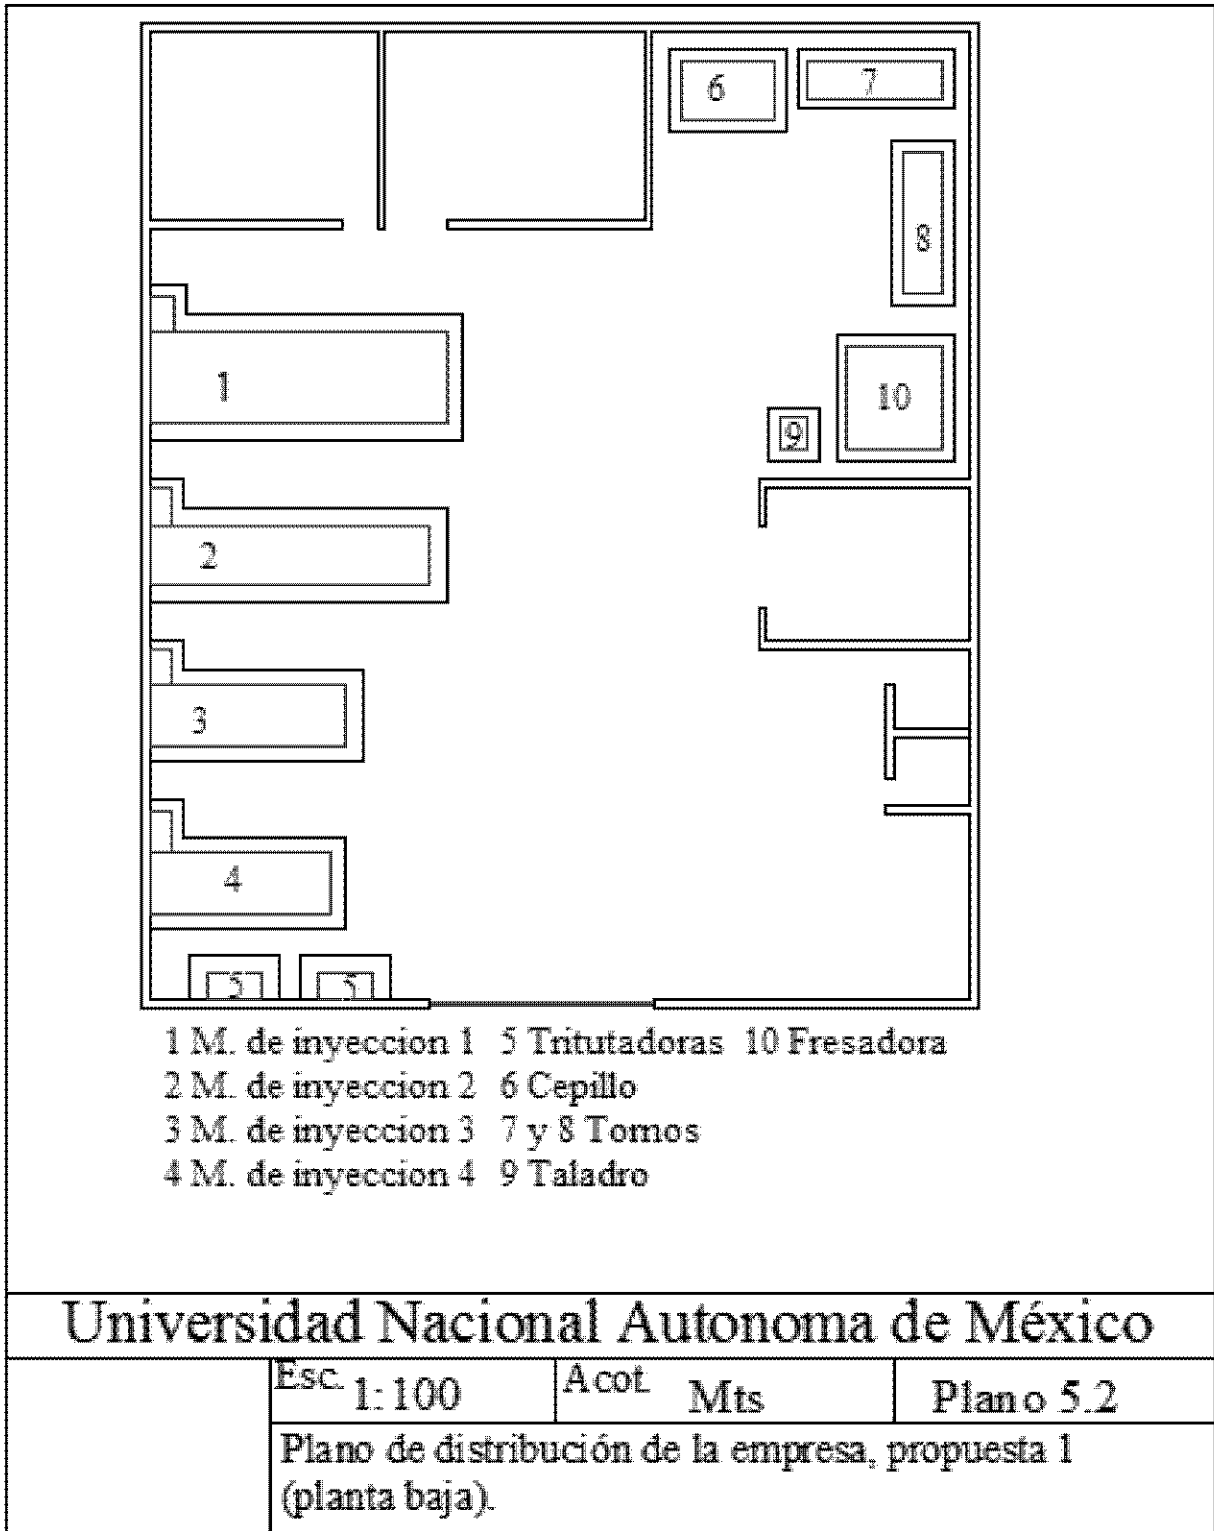 6
7
8
1
10
9
2
3
4
5 5
1 M. de inyeccion 1 5 Tritutadoras 10 Fresadora
2 M. de inyeccion 2 6 Cepillo
3 M. de inyeccion 3 7 y 8 Tornos
4 M. de inyeccion 4 9 Taladro
Universidad Nacional Autonoma de México
Esc. 1:100 Acot. Mts Plano 5.2
Plano de distribución de la empresa, propuesta 1
(planta baja).